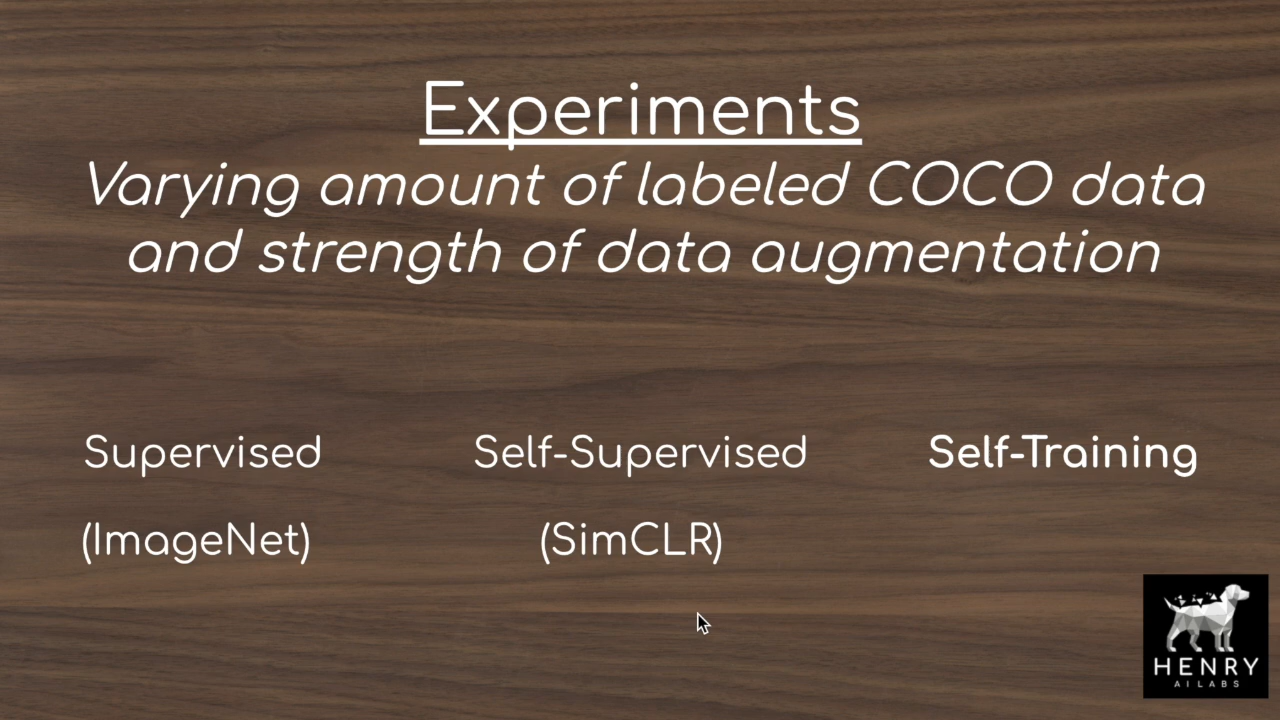 Experiments
Varying amount of labeled COCO data
and strength of data augmentation
Supervised Self-Supervised Self-Training
(ImageNet) (SimCLR)
HENRY
AI LABS